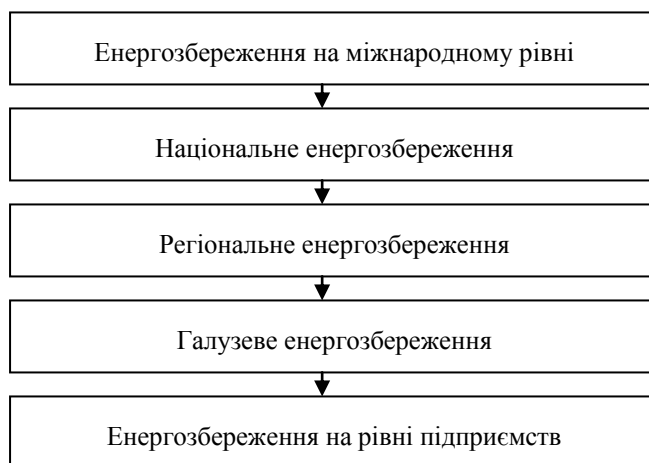 Енергозбереження на міжнародному рівні
Національне енергозбереження
Регіональне енергозбереження
Галузеве енергозбереження
Енергозбереження на рівні підприємств